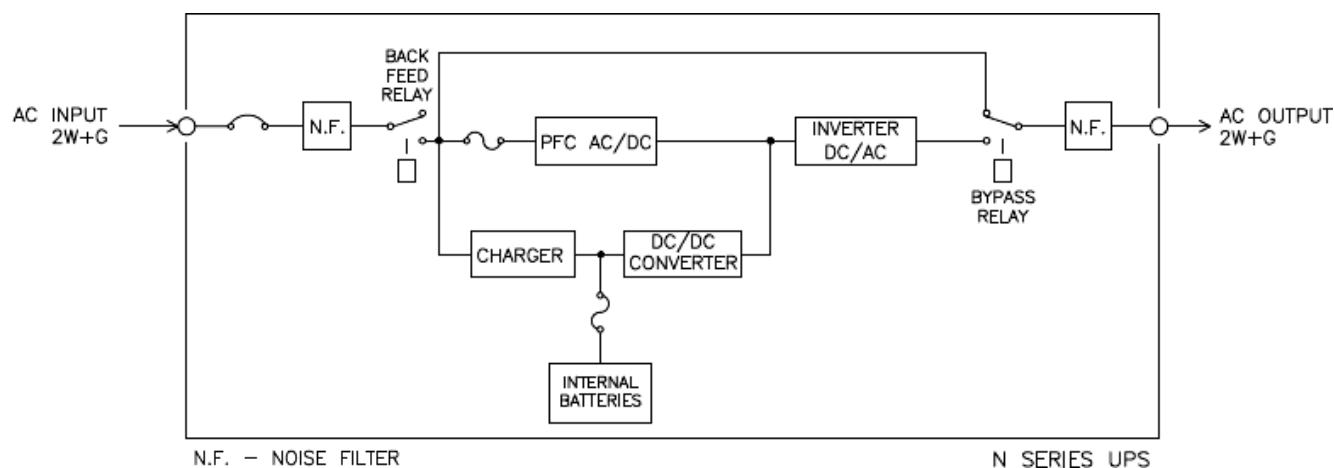 BACK
FEED
RELAY
AC INPUT
2W+G
N.F.
PFC AC/DC
INVERTER
DC/AC
N.F.
AC OUTPUT
2W+G
BYPASS
RELAY
CHARGER
DC/DC
CONVERTER
INTERNAL
BATTERIES
N.F. – NOISE FILTER
N SERIES UPS